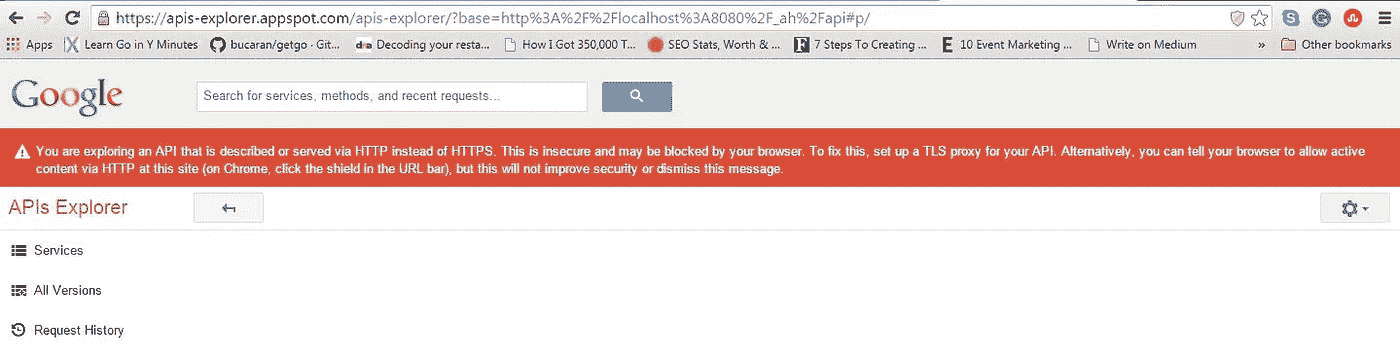 https://apis-explorer.appspot.com/apis-explorer/?base=http%3A%2F%2Flocalhost%3A8080%2F_ah%2Fapi#p/
Apps Learn Go in Y Minutes bucaran/getgo · Git... dna Decoding your resta... How I Got 350,000 T... SEO Stats, Worth & ... F 7 Steps To Creating ... E 10 Event Marketing ... Write on Medium » Other bookmarks
Google Search for services, methods, and recent requests...
You are exploring an API that is described or served via HTTP instead of HTTPS. This is insecure and may be blocked by your browser. To fix this, set up a TLS proxy for your API. Alternatively, you can tell your browser to allow active
content via HTTP at this site (on Chrome, click the shield in the URL bar), but this will not improve security or dismiss this message.
APIs Explorer
Services
All Versions
Request History